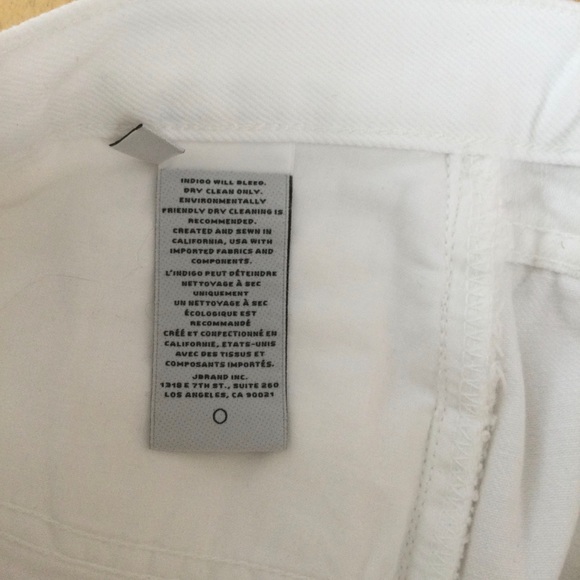 INDIGO WILL BLEED.
DRY CLEAN ONLY.
ENVIRONMENTALLY
FRIENDLY DRY CLEANING IS
RECOMMENDED.
CREATED AND SEWN IN
CALIFORNIA, USA WITH
IMPORTED FABRICS AND
COMPONENTS.
L'INDIGO PEUT DÉTEINDRE
NETTOYAGE À SEC
UNIQUEMENT
UN NETTOYAGE À SEC
ÉCOLOGIQUE EST
RECOMMANDÉ
CRÉÉ ET CONFECTIONNÉ EN
CALIFORNIE, ETATS-UNIS
AVEC DES TISSUS ET
COMPOSANTS IMPORTÉS.
JBRAND INC.
1318 E 7TH ST., SUITE 260
LOS ANGELES, CA 90021